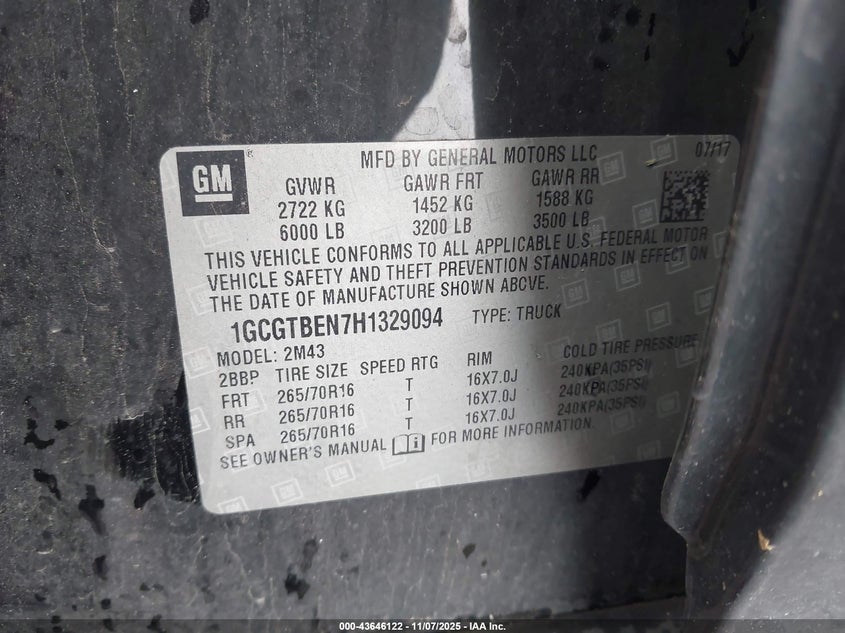 GM
MFD BY GENERAL MOTORS LLC 07/17
GVWR GAWR FRT GAWR RR
2722 KG 1452 KG 1588 KG
6000 LB 3200 LB 3500 LB
THIS VEHICLE CONFORMS TO ALL APPLICABLE U.S. FEDERAL MOTOR
VEHICLE SAFETY AND THEFT PREVENTION STANDARDS IN EFFECT ON
THE DATE OF MANUFACTURE SHOWN ABOVE.
1GCGTBEN7H1329094 TYPE: TRUCK
MODEL: 2M43
2BBP TIRE SIZE SPEED RTG RIM COLD TIRE PRESSURE
FRT 265/70R16 T 16X7.0J 240KPA(35PSI)
RR 265/70R16 T 16X7.0J 240KPA(35PSI)
SPA 265/70R16 T 16X7.0J 240KPA(35PSI)
SEE OWNER'S MANUAL i FOR MORE INFORMATION.
000-43646122 - 11/07/2025 - IAA Inc.